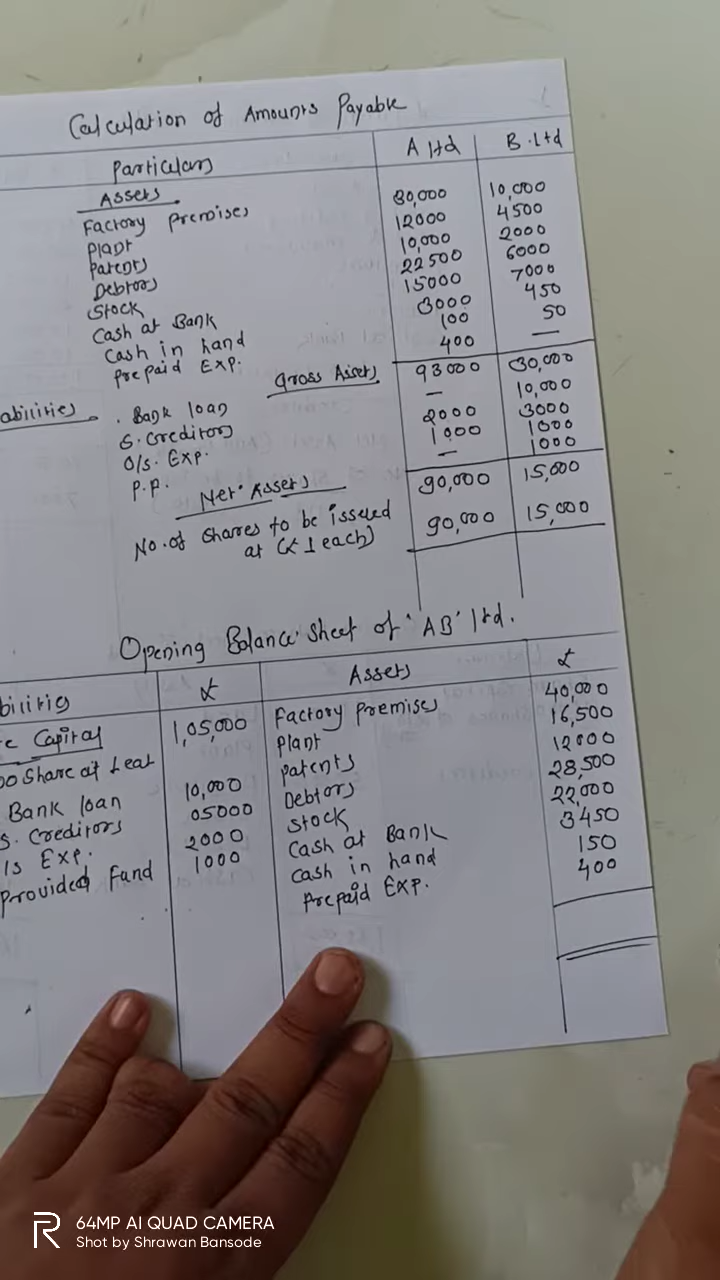 Calculation of Amounts Payable
Particulars A ltd B.Ltd
Assets
Factory Premises 30,000 10,000
Plant 12000 4500
Patents 10,000 2000
Debtors 22500 6000
Stock 15000 7000
Cash at Bank 3000 450
Cash in hand 100 50
Prepaid Exp. 400 —
Gross Assets 93000 30,000
abilities . Bank loan — 10,000
S. Creditors 2000 3000
O/s. Exp. 1000 1000
P.P. — 1000
Net. Assets 90,000 15,000
No. of shares to be issued
at (£ 1 each) 90,000 15,000
Opening Balance Sheet of 'AB' ltd.
bilities £ Assets £
e Capital 1,05,000 Factory Premises 40,000
00 Share at £ eat Plant 16,500
Bank loan 10,000 Patents 12000
S. Creditors 05000 Debtors 28,500
/s Exp. 2000 Stock 22,000
Provided Fund 1000 Cash at Bank 3450
Cash in hand 150
Prepaid Exp. 400
R 64MP AI QUAD CAMERA
Shot by Shrawan Bansode